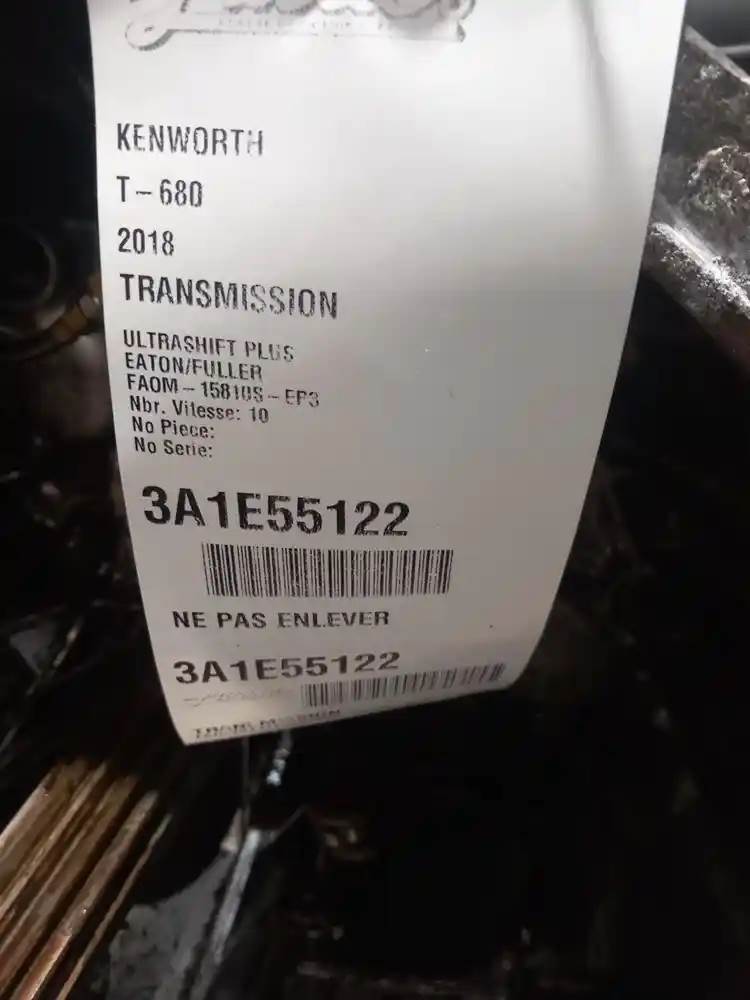 KENWORTH
T-680
2018
TRANSMISSION
ULTRASHIFT PLUS
EATON/FULLER
FAOM-15810S-EP3
Nbr. Vitesse: 10
No Piece:
No Serie:
3A1E55122
NE PAS ENLEVER
3A1E55122
TRANSMISSION